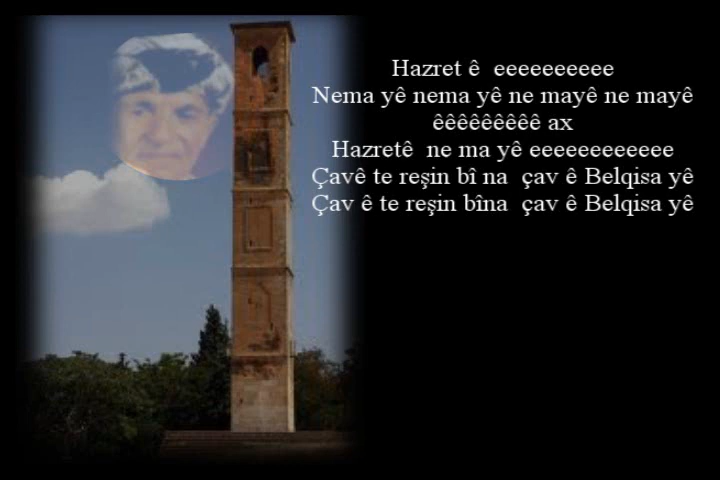 Hazret ê  eeeeeeeeee
Nema yê nema yê ne mayê ne mayê
êêêêêêêêê ax
Hazretê  ne ma yê eeeeeeeeeeee
Çavê te reşin bî na  çav ê Belqisa yê
Çav ê te reşin bîna  çav ê Belqisa yê